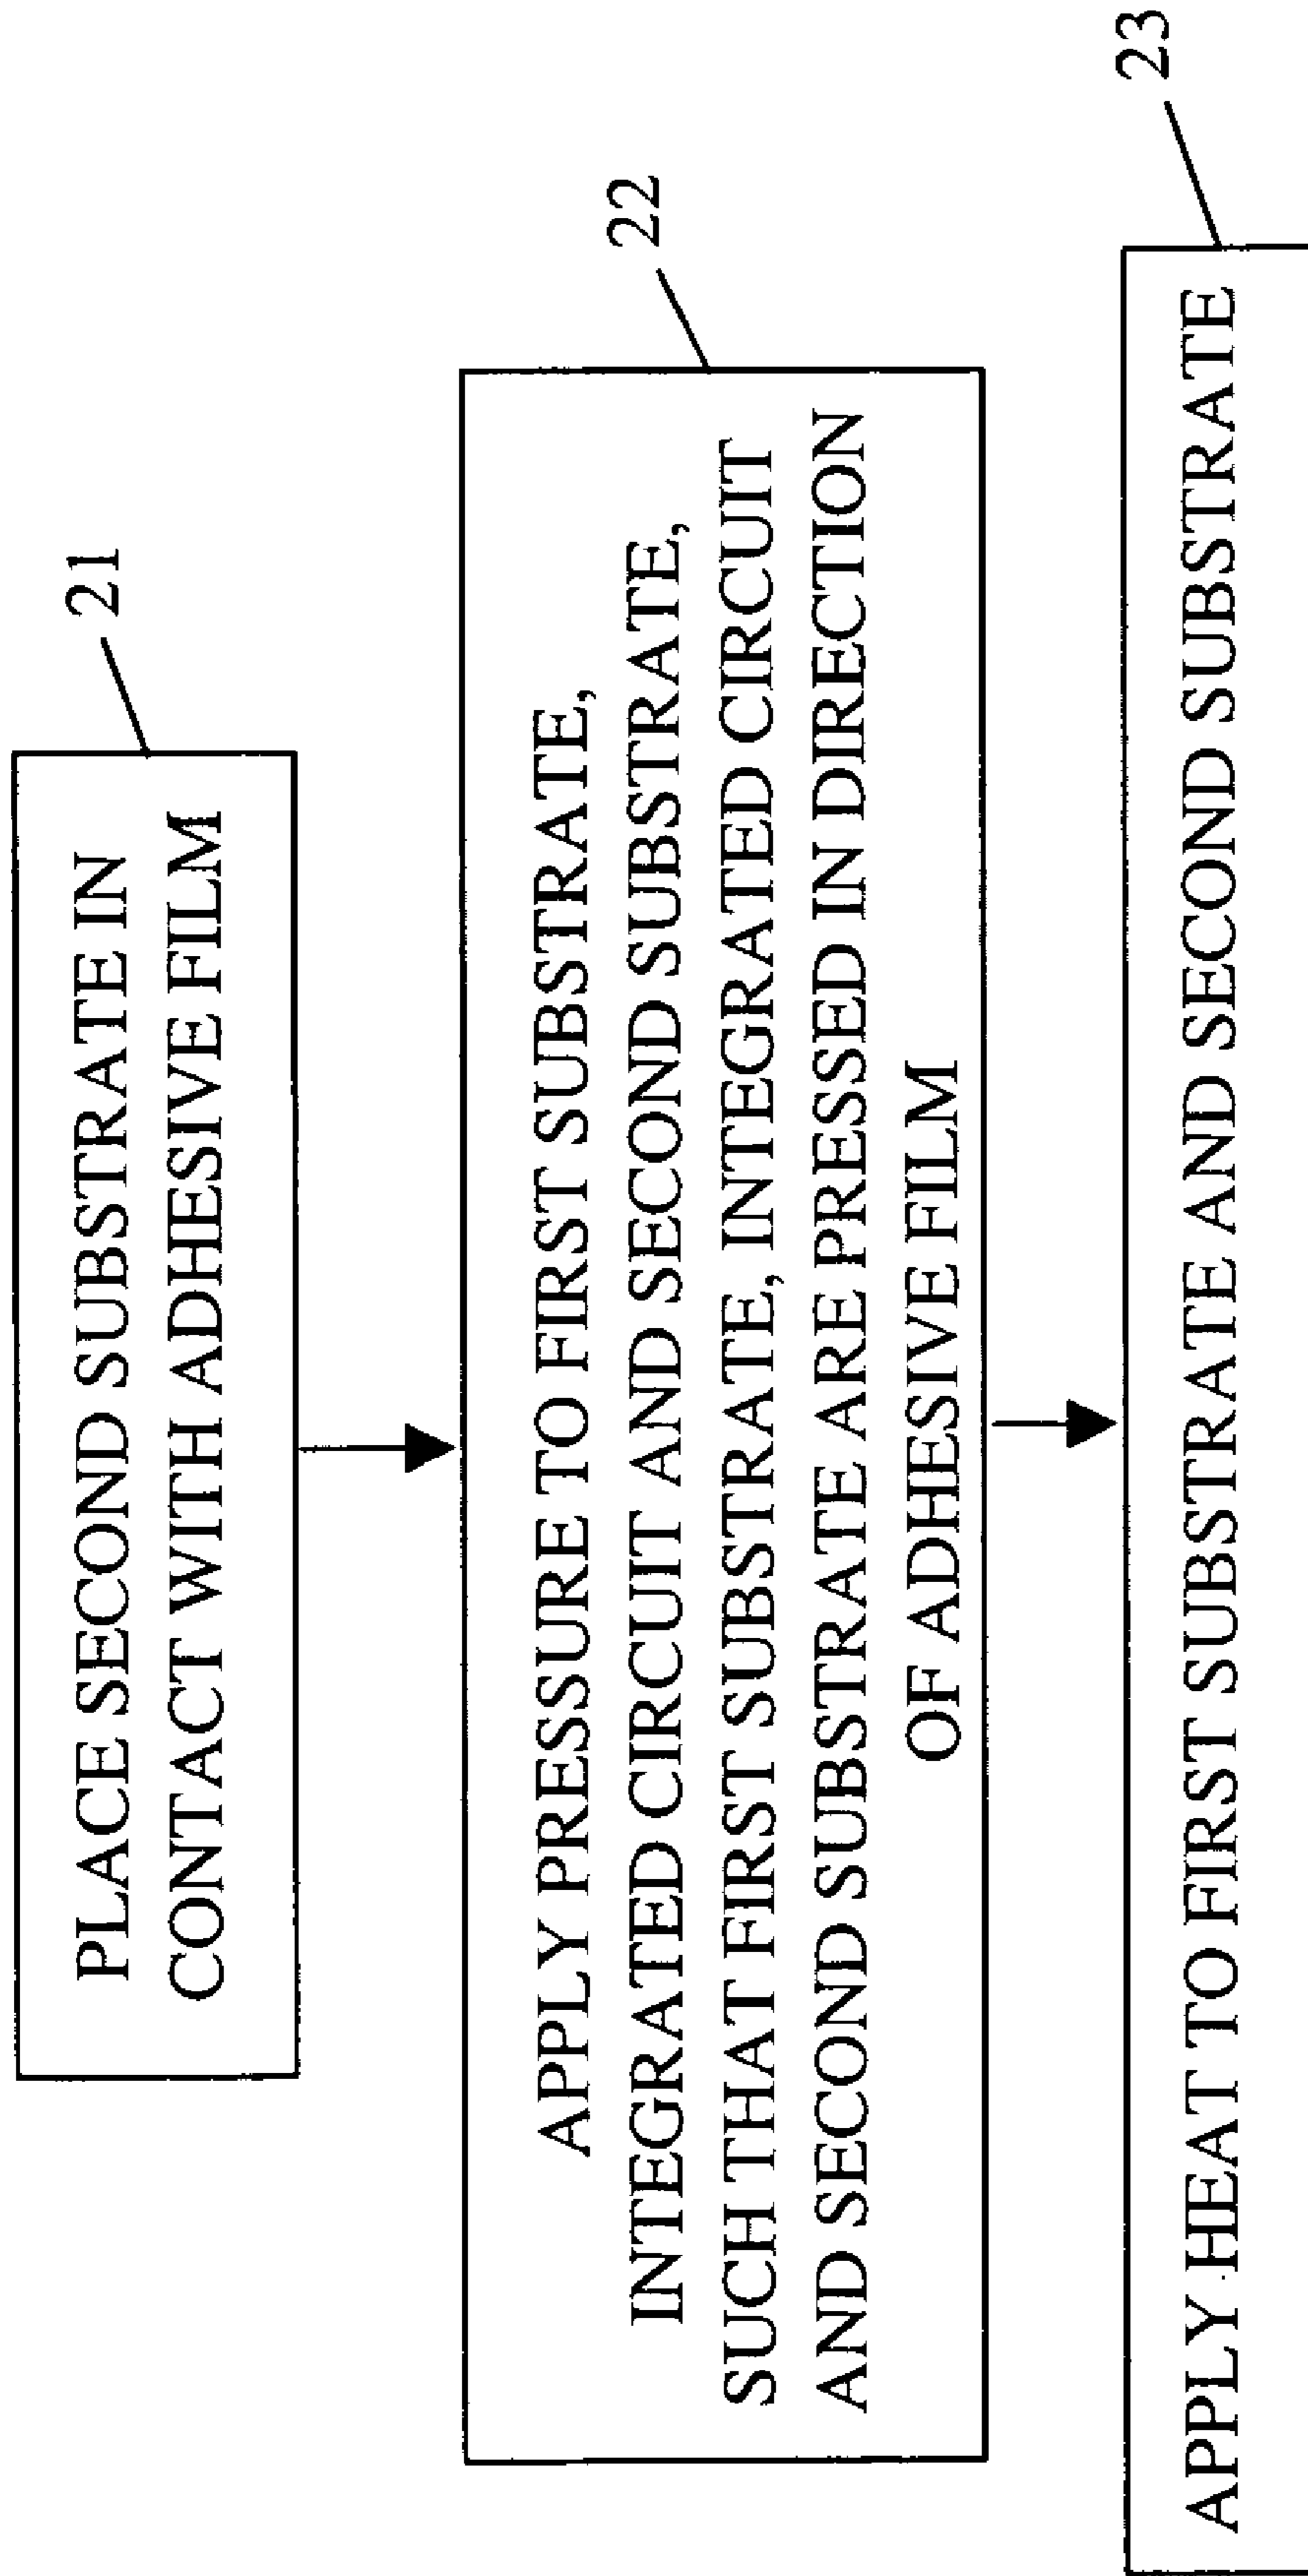 21
PLACE SECOND SUBSTRATE IN
CONTACT WITH ADHESIVE FILM
22
APPLY PRESSURE TO FIRST SUBSTRATE,
INTEGRATED CIRCUIT AND SECOND SUBSTRATE,
SUCH THAT FIRST SUBSTRATE, INTEGRATED CIRCUIT
AND SECOND SUBSTRATE ARE PRESSED IN DIRECTION
OF ADHESIVE FILM
23
APPLY HEAT TO FIRST SUBSTRATE AND SECOND SUBSTRATE